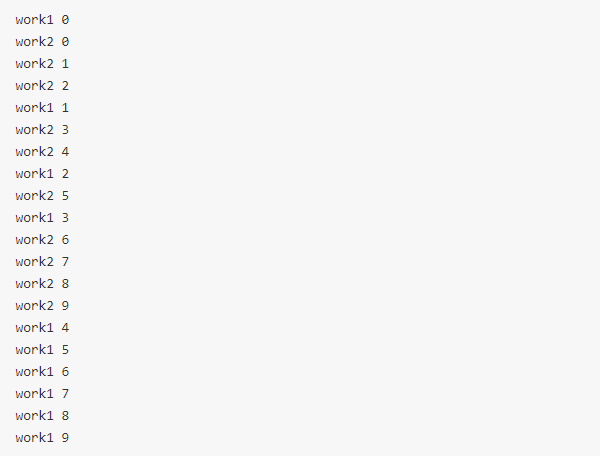 work1 0
work2 0
work2 1
work2 2
work1 1
work2 3
work2 4
work1 2
work2 5
work1 3
work2 6
work2 7
work2 8
work2 9
work1 4
work1 5
work1 6
work1 7
work1 8
work1 9